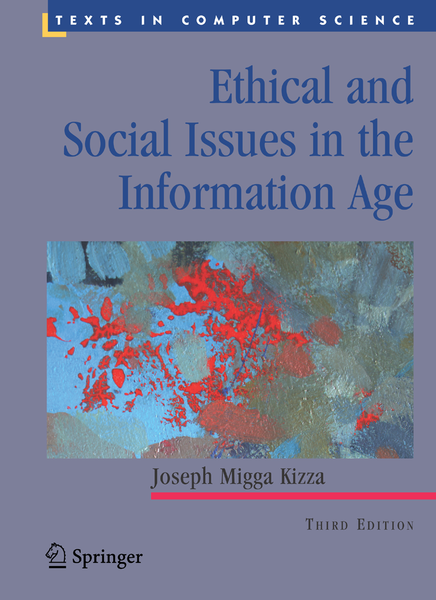 TEXTS IN COMPUTER SCIENCE
Ethical and
Social Issues in the
Information Age
Joseph Migga Kizza
THIRD EDITION
Springer